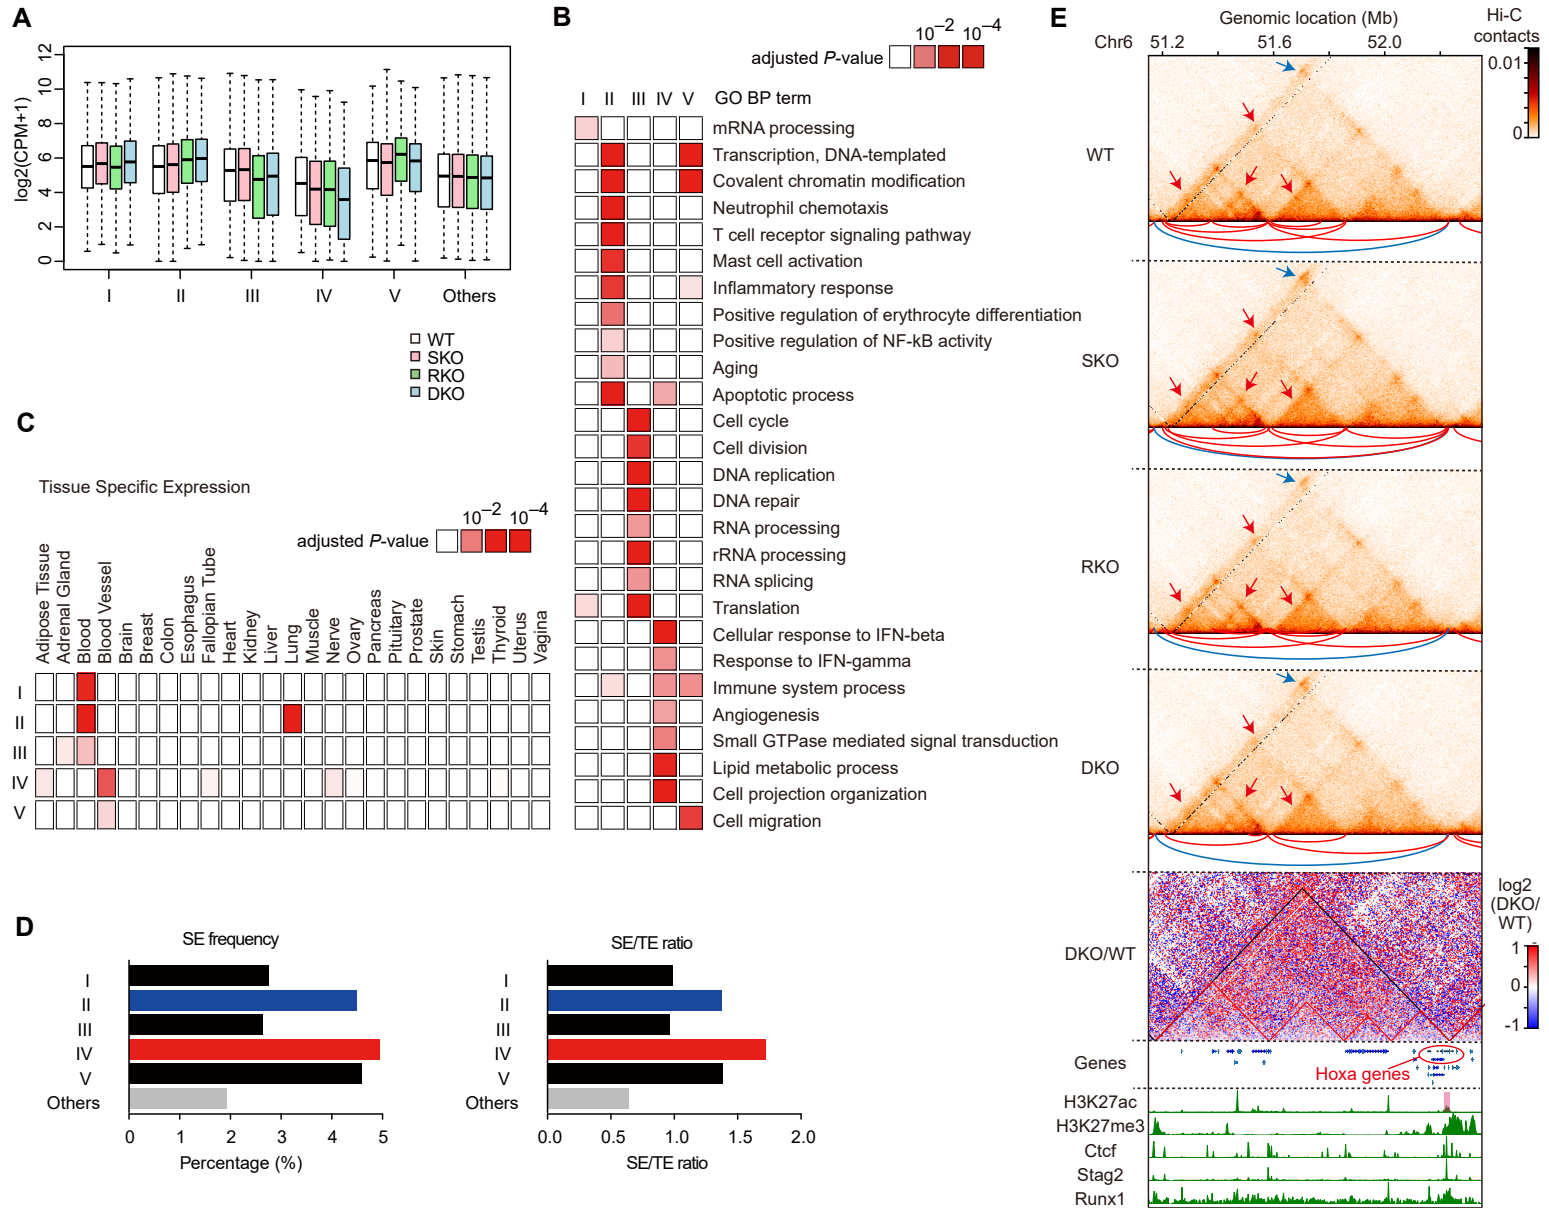 A
log2(CPM+1)
12
10
8
6
4
2
0
I II III IV V Others
WT
SKO
RKO
DKO
B
adjusted P-value
10−2 10−4
I II III IV V GO BP term
mRNA processing
Transcription, DNA-templated
Covalent chromatin modification
Neutrophil chemotaxis
T cell receptor signaling pathway
Mast cell activation
Inflammatory response
Positive regulation of erythrocyte differentiation
Positive regulation of NF-kB activity
Aging
Apoptotic process
Cell cycle
Cell division
DNA replication
DNA repair
RNA processing
rRNA processing
RNA splicing
Translation
Cellular response to IFN-beta
Response to IFN-gamma
Immune system process
Angiogenesis
Small GTPase mediated signal transduction
Lipid metabolic process
Cell projection organization
Cell migration
C
Tissue Specific Expression
adjusted P-value
10−2 10−4
Adipose Tissue
Adrenal Gland
Blood
Blood Vessel
Brain
Breast
Colon
Esophagus
Fallopian Tube
Heart
Kidney
Liver
Lung
Muscle
Nerve
Ovary
Pancreas
Pituitary
Prostate
Skin
Stomach
Testis
Thyroid
Uterus
Vagina
I
II
III
IV
V
D
SE frequency
I
II
III
IV
V
Others
0 1 2 3 4 5
Percentage (%)
SE/TE ratio
I
II
III
IV
V
Others
0.0 0.5 1.0 1.5 2.0
SE/TE ratio
E
Genomic location (Mb)
Chr6
51.2 51.6 52.0
Hi-C
contacts
0.01
0
WT
SKO
RKO
DKO
DKO/WT
log2
(DKO/
WT)
1
0
-1
Genes
Hoxa genes
H3K27ac
H3K27me3
Ctcf
Stag2
Runx1